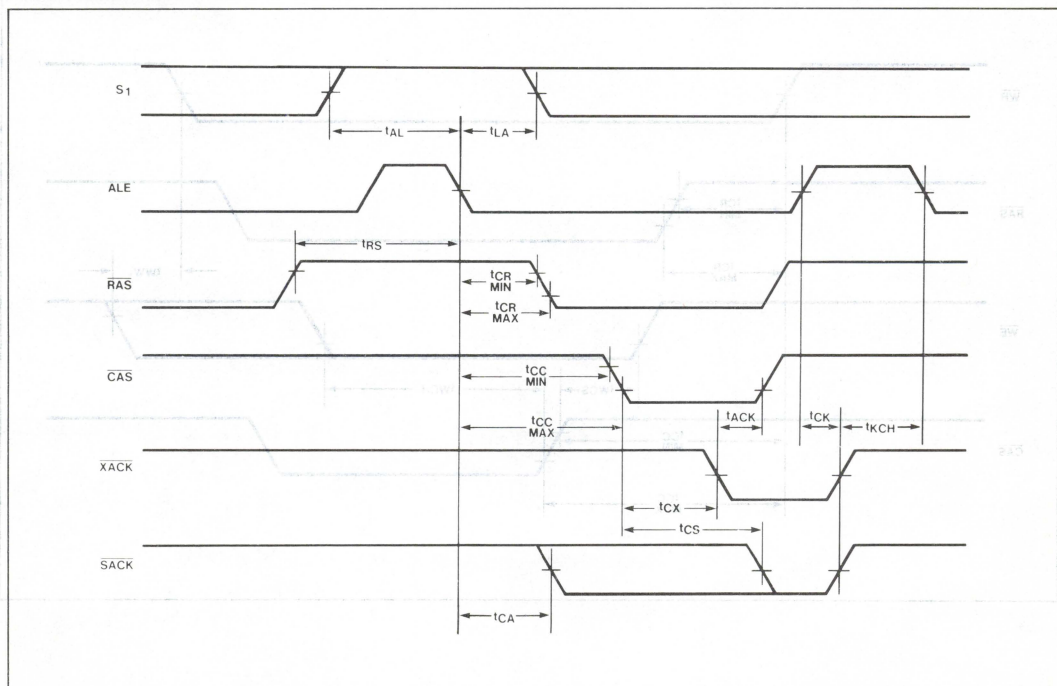 S1
tAL
tLA
ALE
tRS
RAS
tCR
MIN
tCR
MAX
CAS
tCC
MIN
tCC
MAX
tACK
tCK
tKCH
XACK
tCX
tCS
SACK
tCA